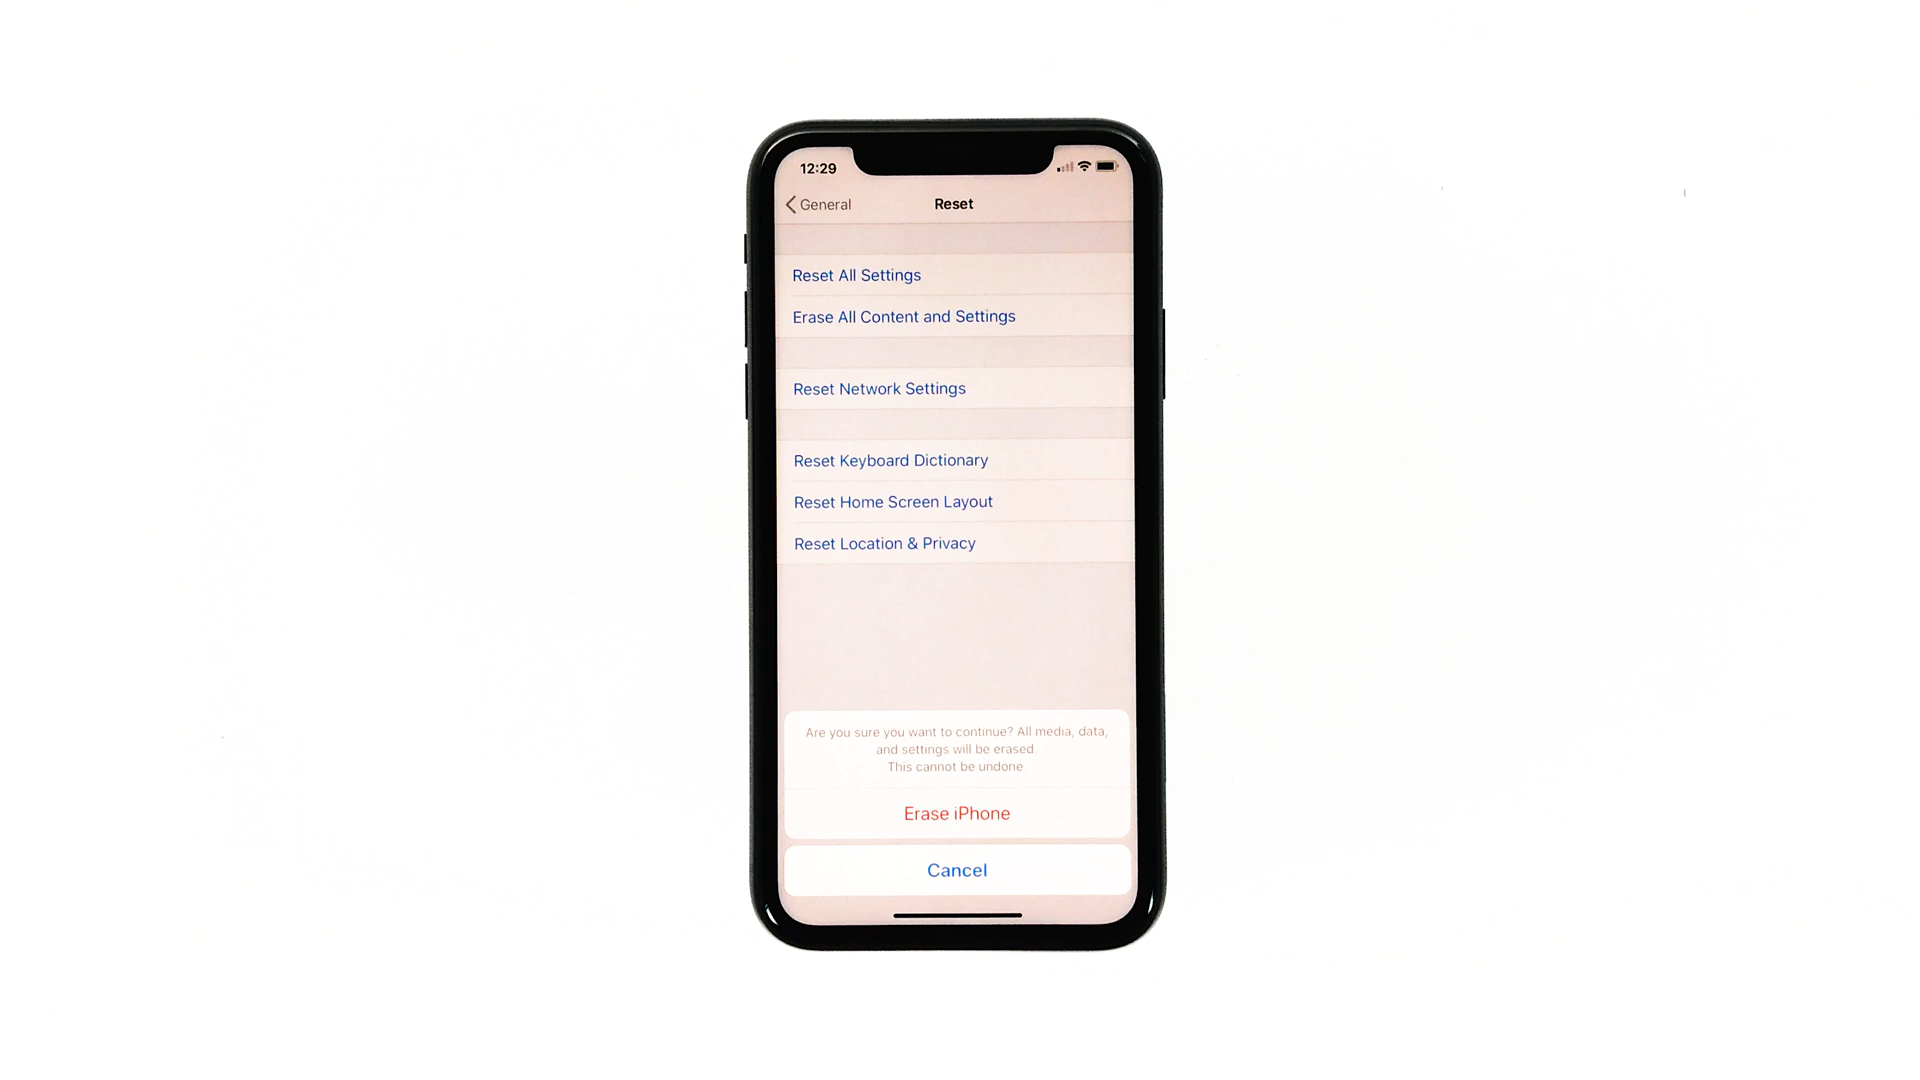 12:29
General
Reset
Reset All Settings
Erase All Content and Settings
Reset Network Settings
Reset Keyboard Dictionary
Reset Home Screen Layout
Reset Location & Privacy
Are you sure you want to continue? All media, data,
and settings will be erased.
This cannot be undone.
Erase iPhone
Cancel